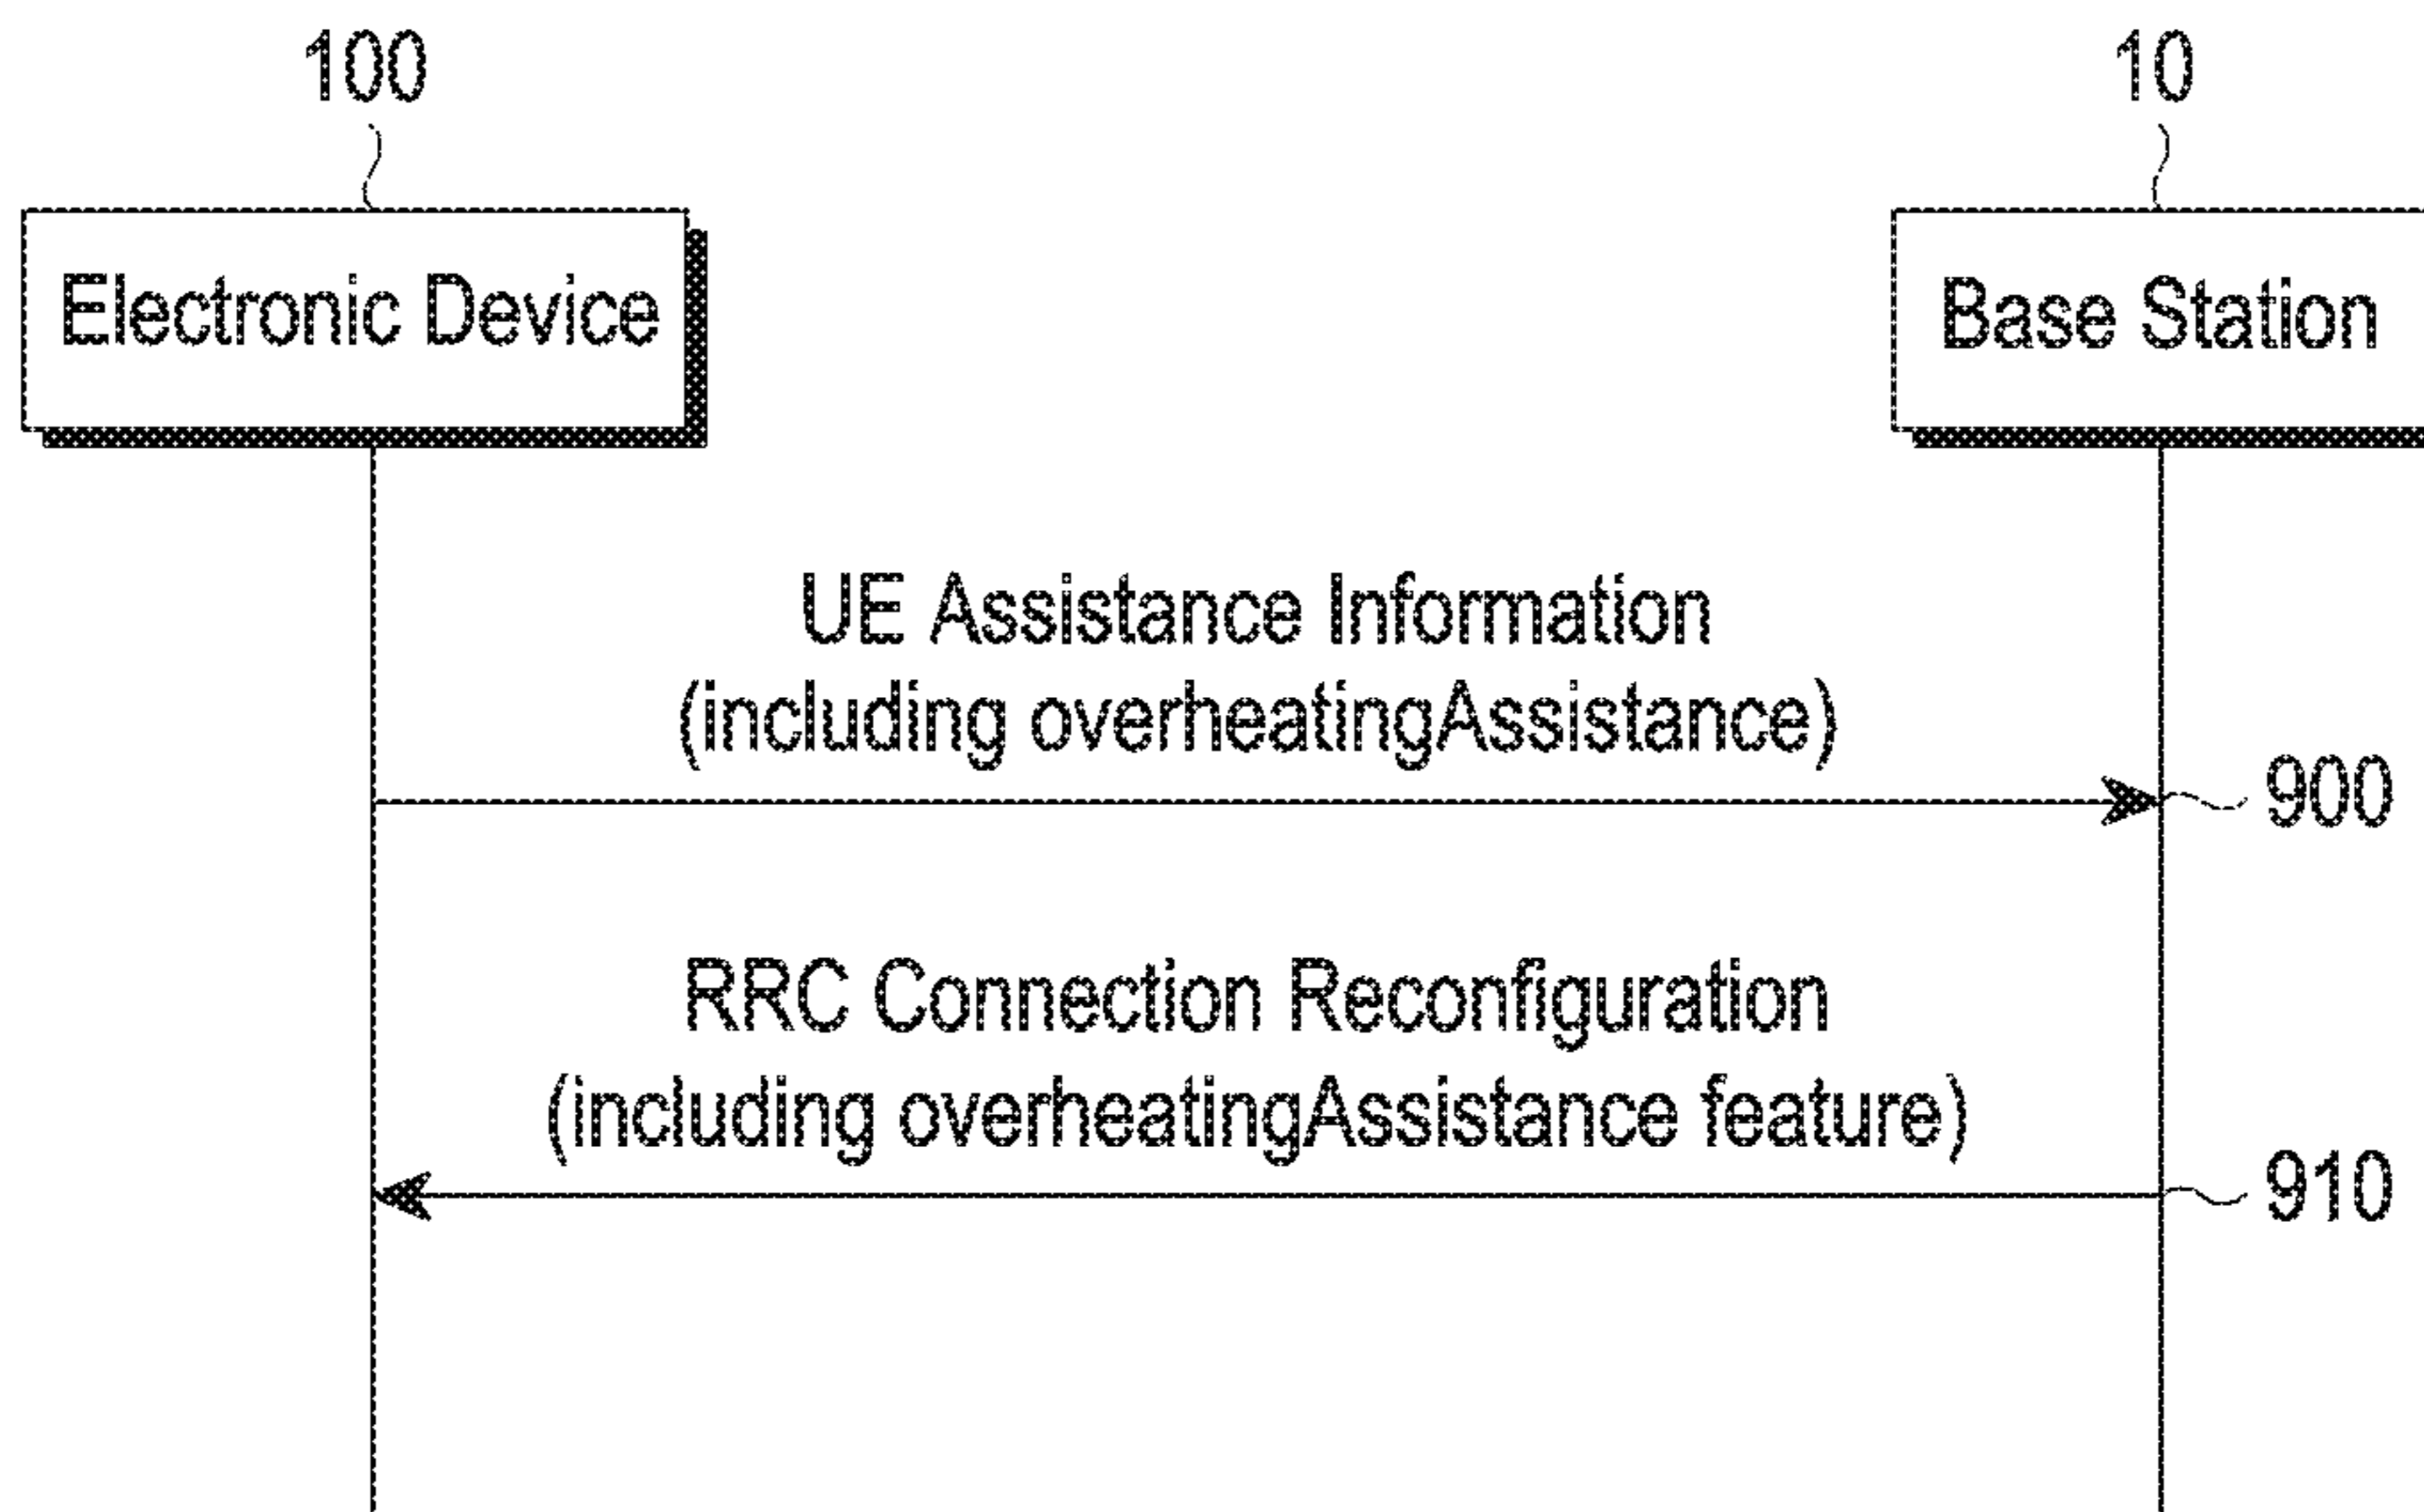 100
10
Electronic Device
Base Station
UE Assistance Information
(including overheatingAssistance)
900
RRC Connection Reconfiguration
(including overheatingAssistance feature)
910